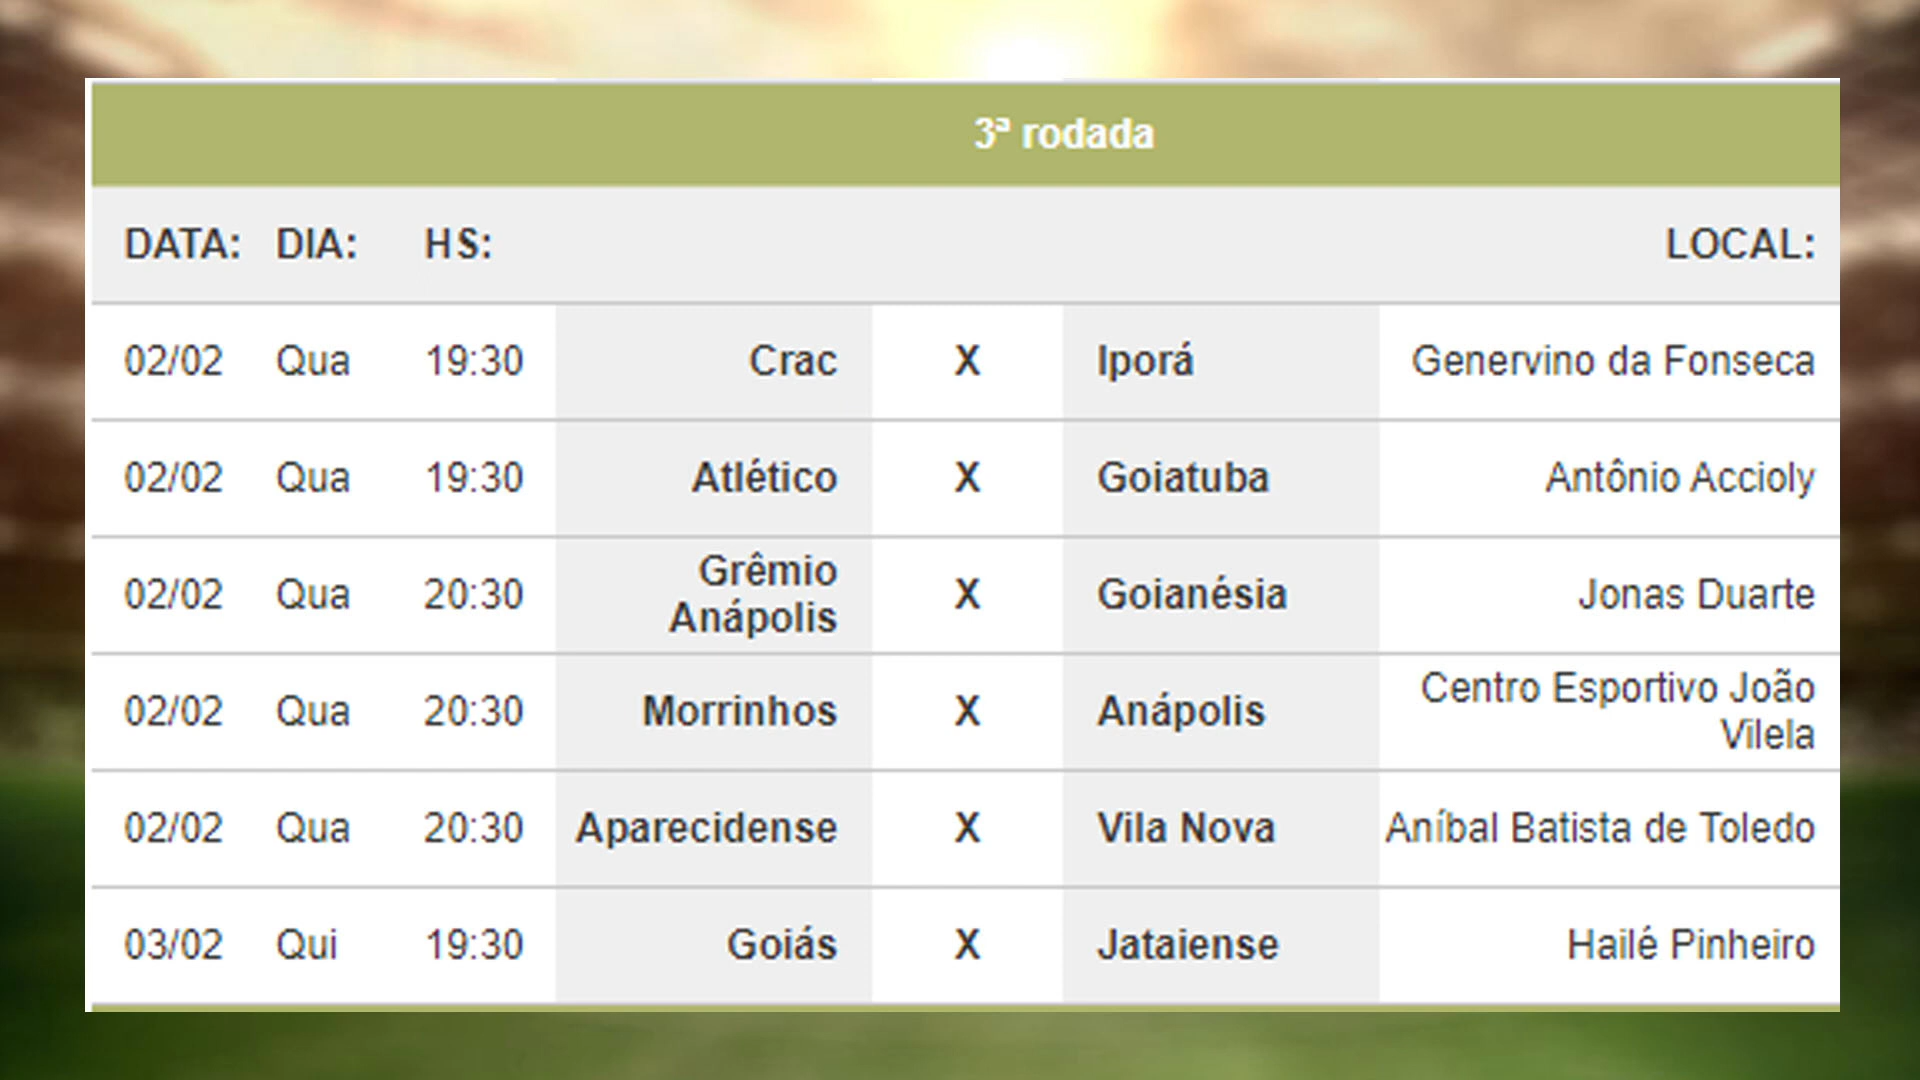 3ª rodada
DATA: DIA: HS: LOCAL:
02/02 Qua 19:30 Crac X Iporá Genervino da Fonseca
02/02 Qua 19:30 Atlético X Goiatuba Antônio Accioly
02/02 Qua 20:30 Grêmio Anápolis X Goianésia Jonas Duarte
02/02 Qua 20:30 Morrinhos X Anápolis Centro Esportivo João Vilela
02/02 Qua 20:30 Aparecidense X Vila Nova Aníbal Batista de Toledo
03/02 Qui 19:30 Goiás X Jataiense Hailé Pinheiro